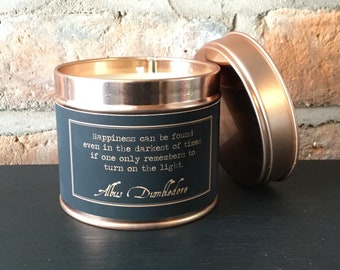 Happiness can be found
even in the darkest of times
if one only remembers to
turn on the light.
Albus Dumbledore